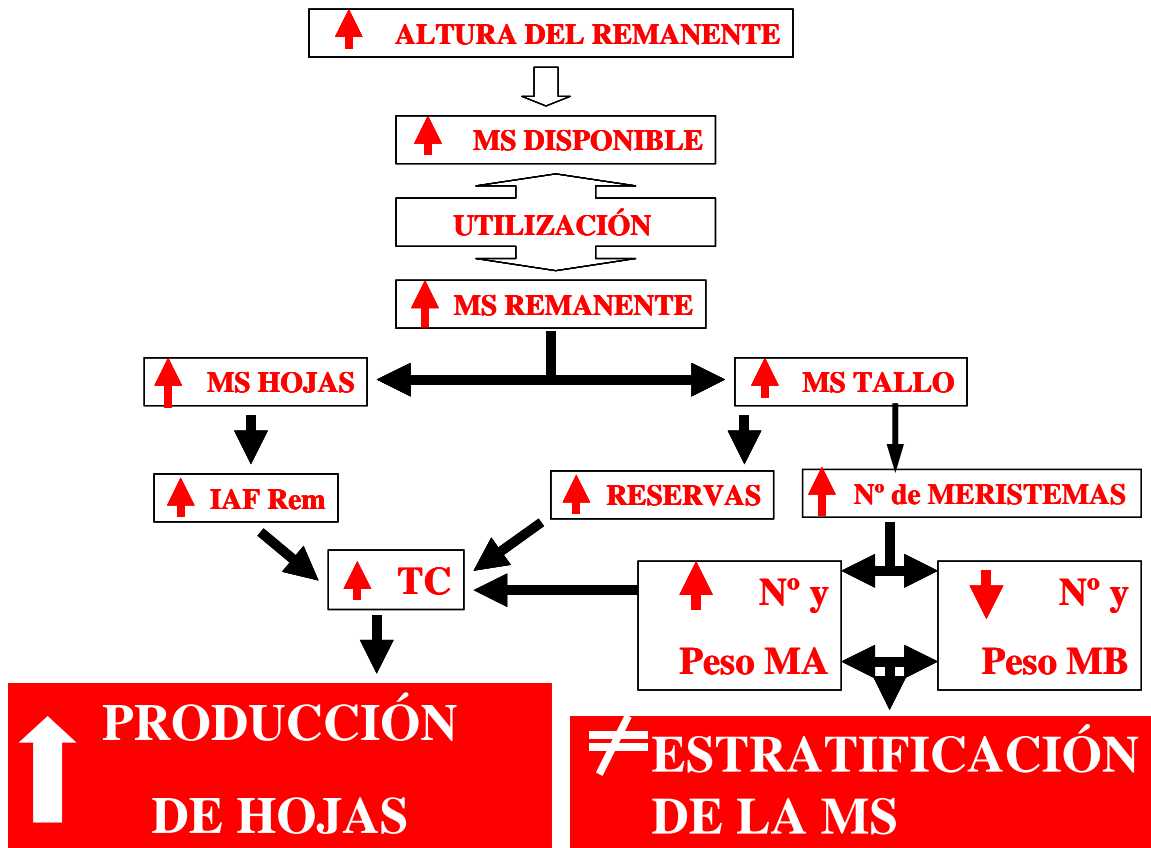 ALTURA DEL REMANENTE
MS DISPONIBLE
UTILIZACIÓN
MS REMANENTE
MS HOJAS
MS TALLO
IAF Rem
RESERVAS
Nº de MERISTEMAS
TC
Nº y
Peso MA
Nº y
Peso MB
PRODUCCIÓN
DE HOJAS
≠ESTRATIFICACIÓN
DE LA MS